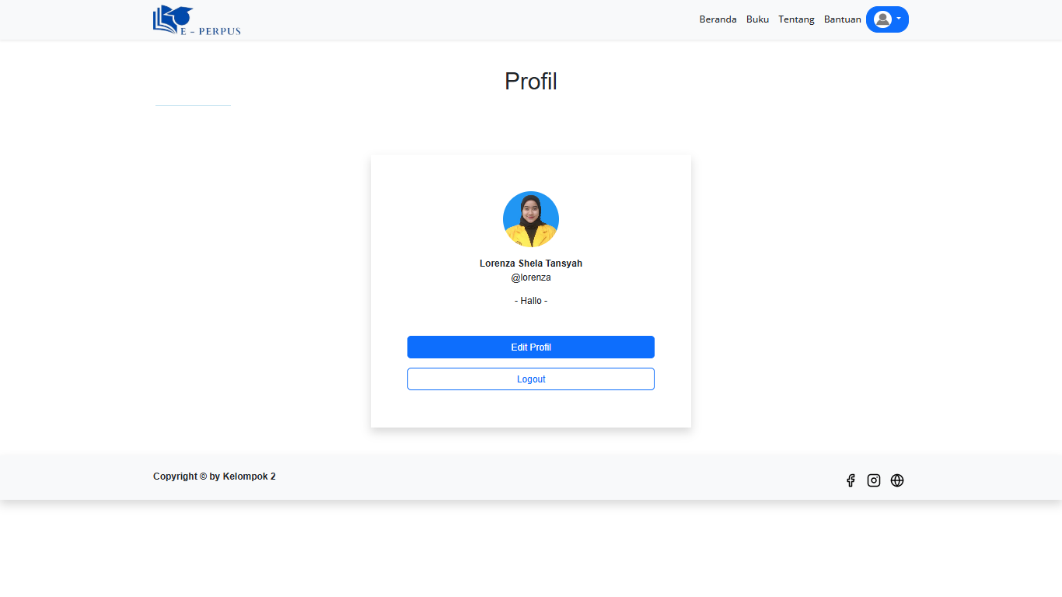 E - PERPUS
Beranda Buku Tentang Bantuan
Profil
Lorenza Shela Tansyah
@lorenza
- Hallo -
Edit Profil
Logout
Copyright © by Kelompok 2